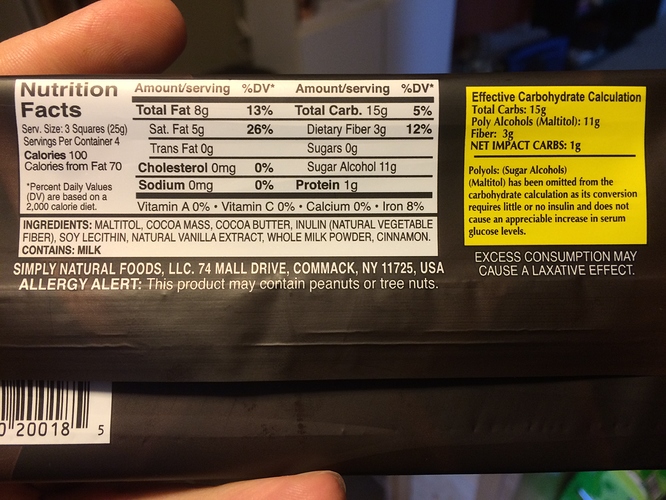 Nutrition
Facts
Serv. Size: 3 Squares (25g)
Servings Per Container 4
Calories 100
Calories from Fat 70
*Percent Daily Values
(DV) are based on a
2,000 calorie diet.
Amount/serving %DV* Amount/serving %DV*
Total Fat 8g 13% Total Carb. 15g 5%
Sat. Fat 5g 26% Dietary Fiber 3g 12%
Trans Fat 0g Sugars 0g
Cholesterol 0mg 0% Sugar Alcohol 11g
Sodium 0mg 0% Protein 1g
Vitamin A 0% • Vitamin C 0% • Calcium 0% • Iron 8%
INGREDIENTS: MALTITOL, COCOA MASS, COCOA BUTTER, INULIN (NATURAL VEGETABLE
FIBER), SOY LECITHIN, NATURAL VANILLA EXTRACT, WHOLE MILK POWDER, CINNAMON.
CONTAINS: MILK
SIMPLY NATURAL FOODS, LLC. 74 MALL DRIVE, COMMACK, NY 11725, USA
ALLERGY ALERT: This product may contain peanuts or tree nuts.
Effective Carbohydrate Calculation
Total Carbs: 15g
Poly Alcohols (Maltitol): 11g
Fiber: 3g
NET IMPACT CARBS: 1g
Polyols: (Sugar Alcohols)
(Maltitol) has been omitted from the
carbohydrate calculation as its conversion
requires little or no insulin and does not
cause an appreciable increase in serum
glucose levels.
EXCESS CONSUMPTION MAY
CAUSE A LAXATIVE EFFECT.
0 20018 5